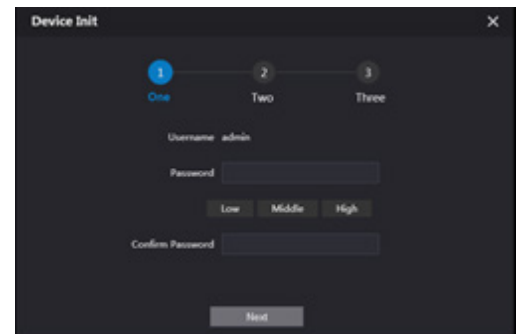 Device Init
1 2 3
One Two Three
Username admin
Password
Low Middle High
Confirm Password
Next